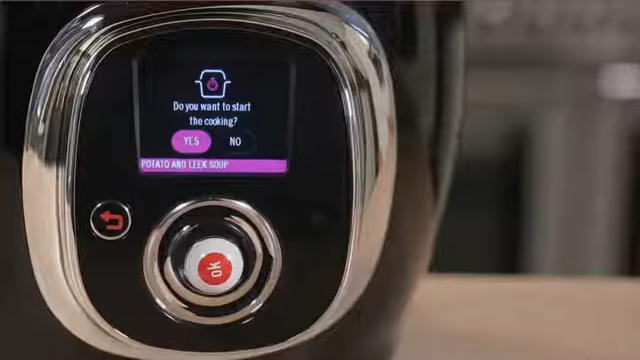 Do you want to start
the cooking?
YES NO
POTATO AND LEEK SOUP
ok